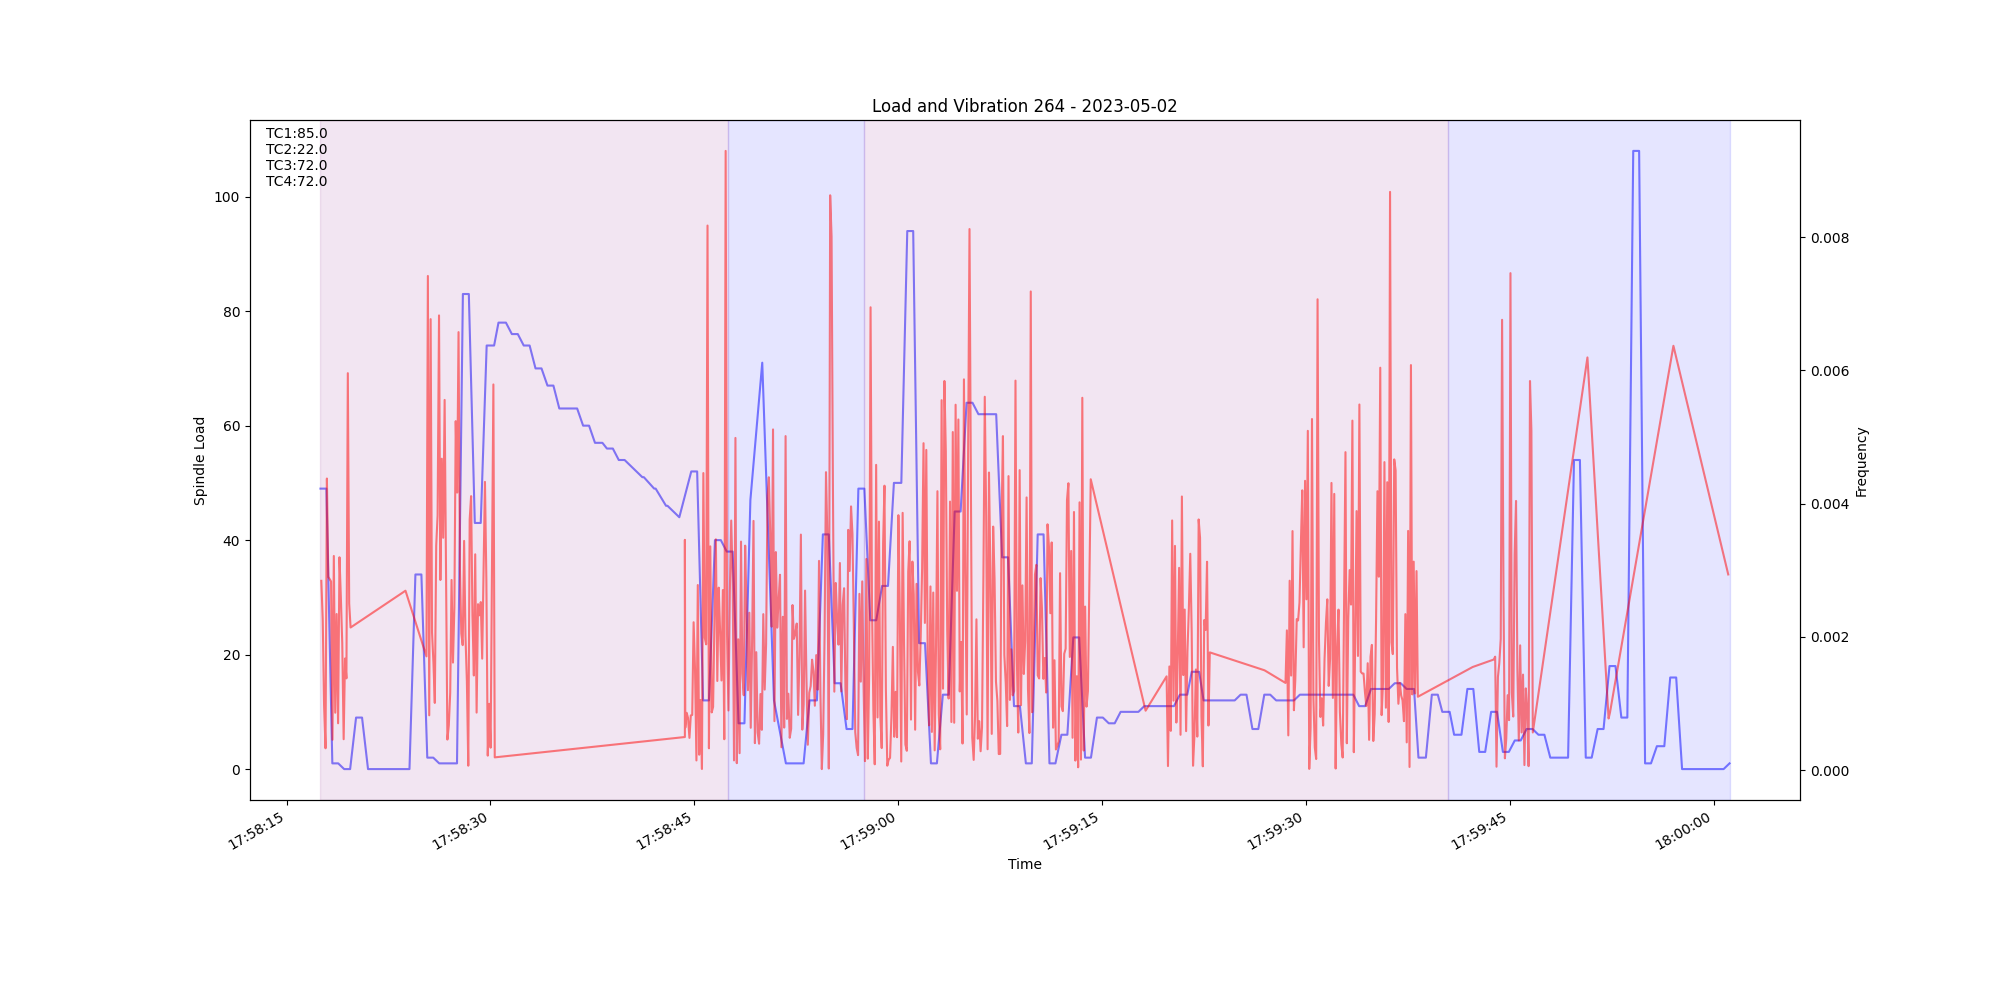 Load and Vibration 264 - 2023-05-02
TC1:85.0
TC2:22.0
TC3:72.0
TC4:72.0
100
80
60
40
20
0
Spindle Load
0.008
0.006
0.004
0.002
0.000
Frequency
17:58:15
17:58:30
17:58:45
17:59:00
17:59:15
17:59:30
17:59:45
18:00:00
Time